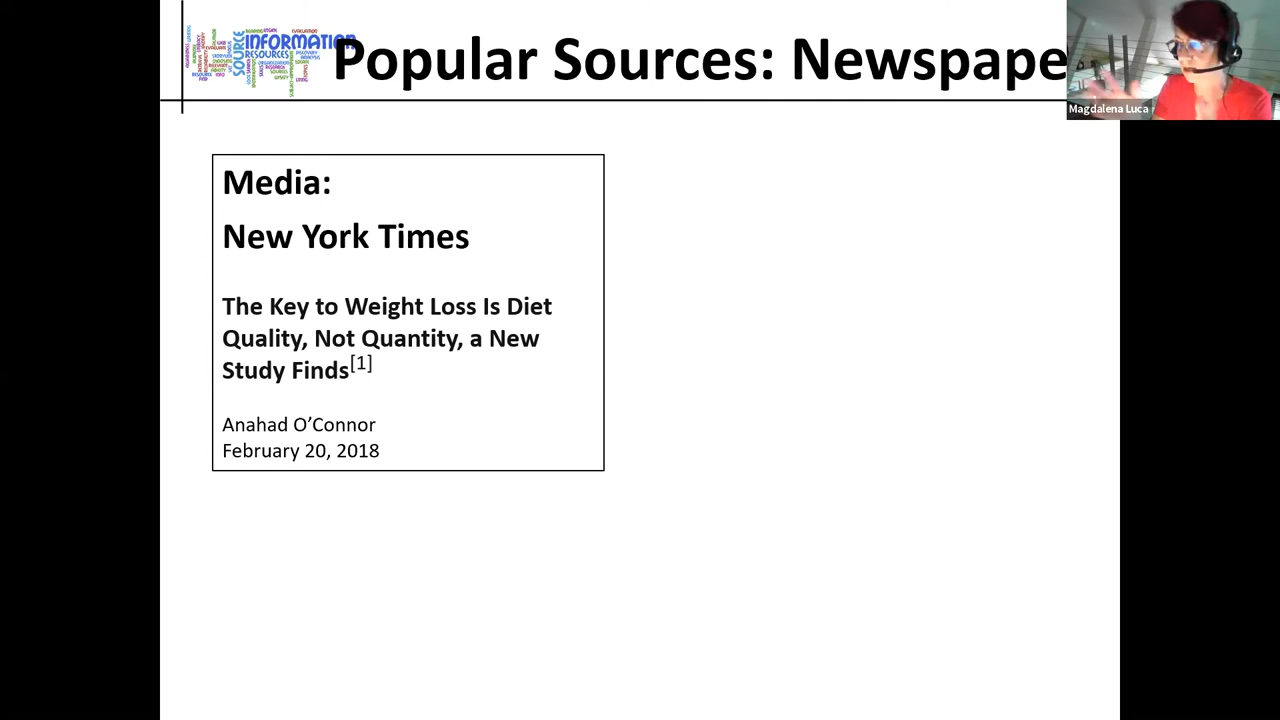 INFORMATION
SOURCE
RESOURCES
Popular Sources: Newspape
Magdalena Luca
Media:
New York Times
The Key to Weight Loss Is Diet
Quality, Not Quantity, a New
Study Finds[1]
Anahad O’Connor
February 20, 2018